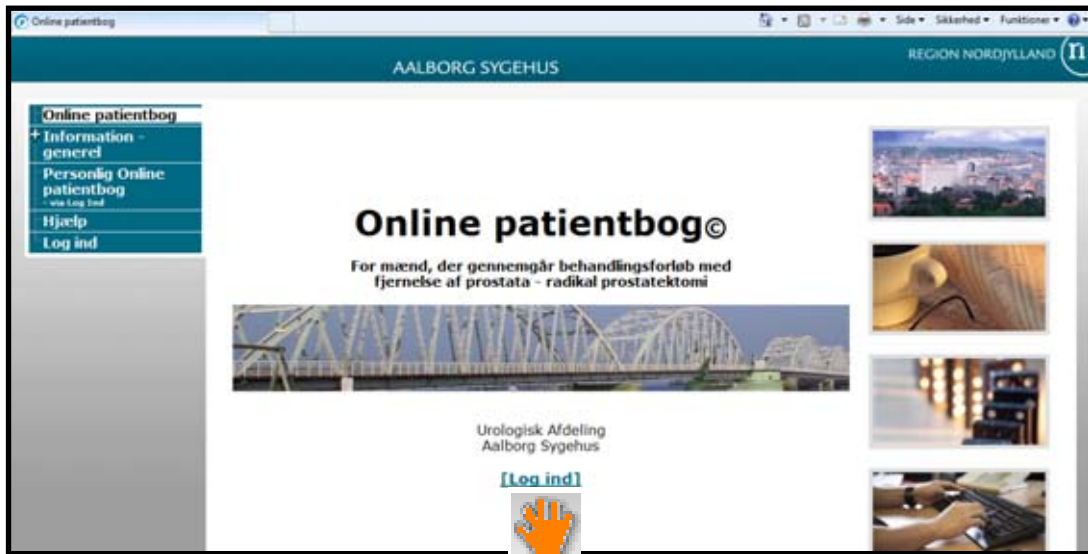 Online patientbog
Side
Sikkerhed
Funktioner
AALBORG SYGEHUS
REGION NORDJYLLAND
n
Online patientbog
+ Information -
generel
Personlig Online
patientbog
- via Log Ind
Hjælp
Log ind
Online patientbog©
For mænd, der gennemgår behandlingsforløb med
fjernelse af prostata - radikal prostatektomi
Urologisk Afdeling
Aalborg Sygehus
[Log ind]